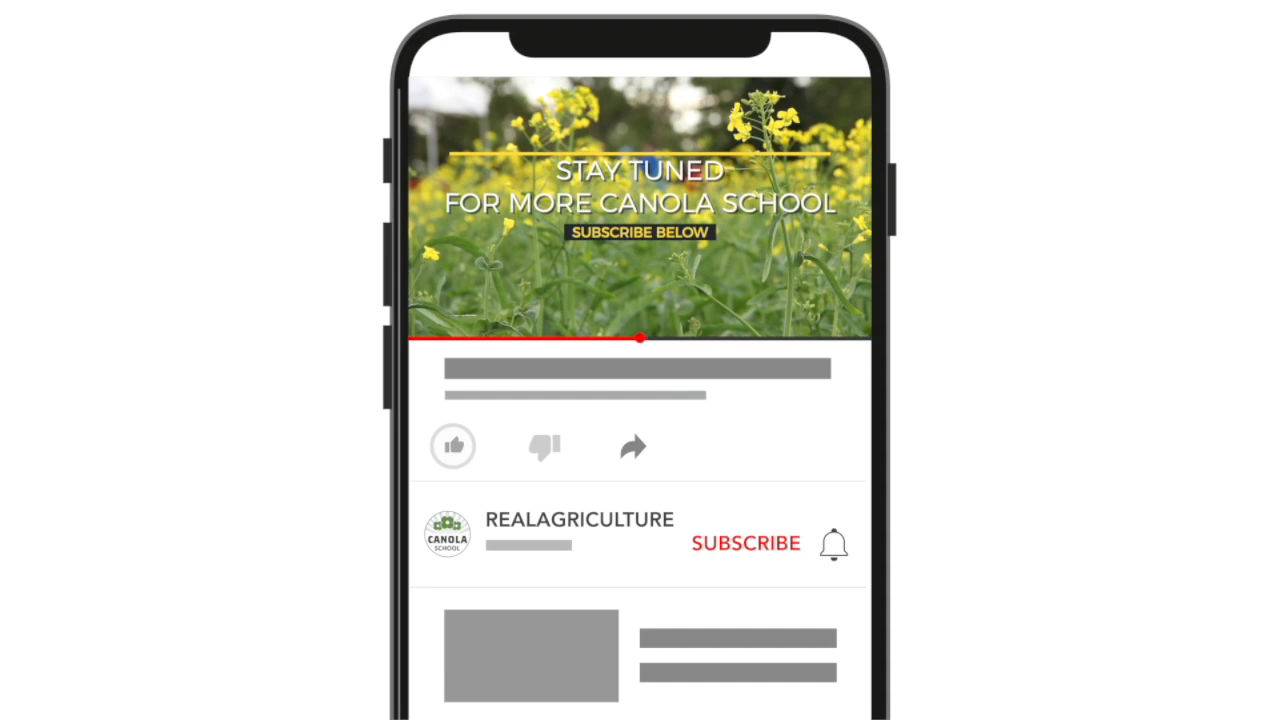 STAY TUNED
FOR MORE CANOLA SCHOOL
SUBSCRIBE BELOW
REALAGRICULTURE
CANOLA
SCHOOL
SUBSCRIBE